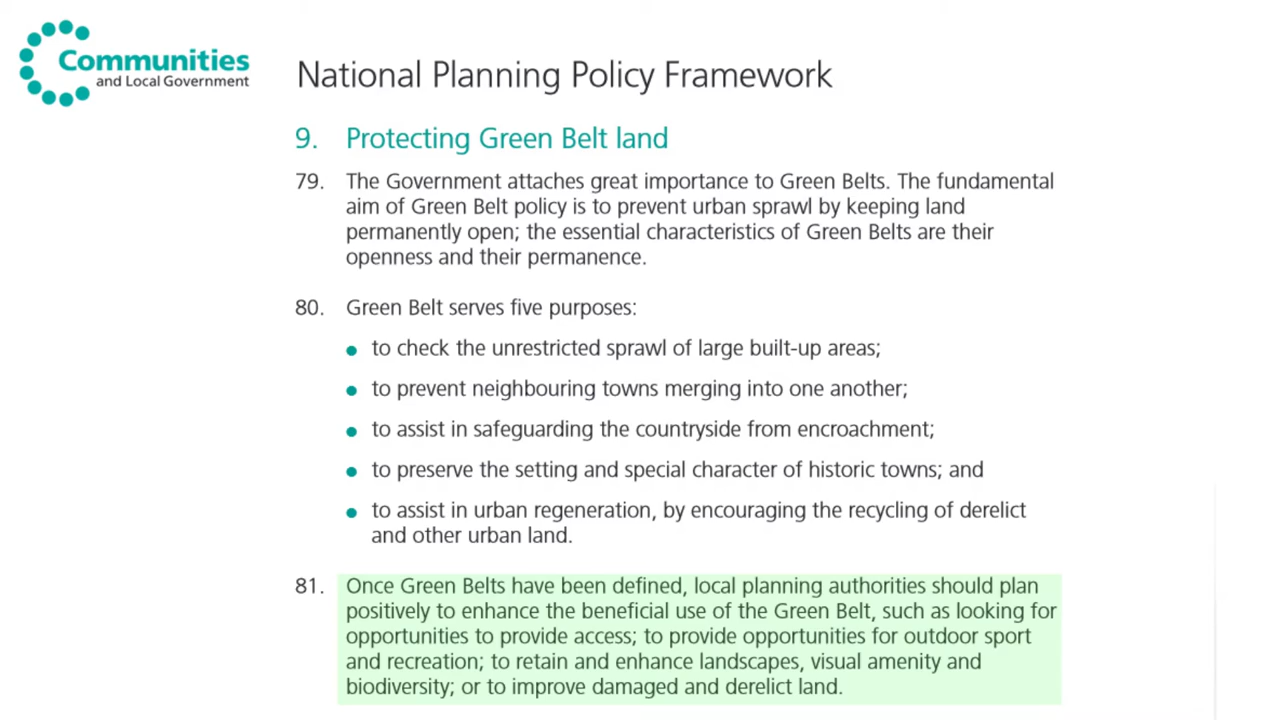 Communities
and Local Government
National Planning Policy Framework
9. Protecting Green Belt land
79. The Government attaches great importance to Green Belts. The fundamental
aim of Green Belt policy is to prevent urban sprawl by keeping land
permanently open; the essential characteristics of Green Belts are their
openness and their permanence.
80. Green Belt serves five purposes:
• to check the unrestricted sprawl of large built-up areas;
• to prevent neighbouring towns merging into one another;
• to assist in safeguarding the countryside from encroachment;
• to preserve the setting and special character of historic towns; and
• to assist in urban regeneration, by encouraging the recycling of derelict
and other urban land.
81. Once Green Belts have been defined, local planning authorities should plan
positively to enhance the beneficial use of the Green Belt, such as looking for
opportunities to provide access; to provide opportunities for outdoor sport
and recreation; to retain and enhance landscapes, visual amenity and
biodiversity; or to improve damaged and derelict land.